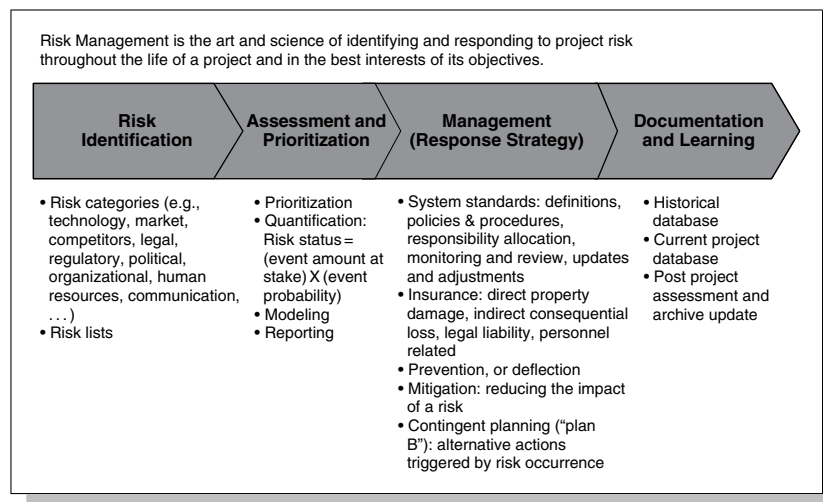 Risk Management is the art and science of identifying and responding to project risk
throughout the life of a project and in the best interests of its objectives.
Risk
Identification
Assessment and
Prioritization
Management
(Response Strategy)
Documentation
and Learning
• Risk categories (e.g.,
technology, market,
competitors, legal,
regulatory, political,
organizational, human
resources, communication,
. . . )
• Risk lists
• Prioritization
• Quantification:
Risk status =
(event amount at
stake) X (event
probability)
• Modeling
• Reporting
• System standards: definitions,
policies & procedures,
responsibility allocation,
monitoring and review, updates
and adjustments
• Insurance: direct property
damage, indirect consequential
loss, legal liability, personnel
related
• Prevention, or deflection
• Mitigation: reducing the impact
of a risk
• Contingent planning (“plan
B”): alternative actions
triggered by risk occurrence
• Historical
database
• Current project
database
• Post project
assessment and
archive update